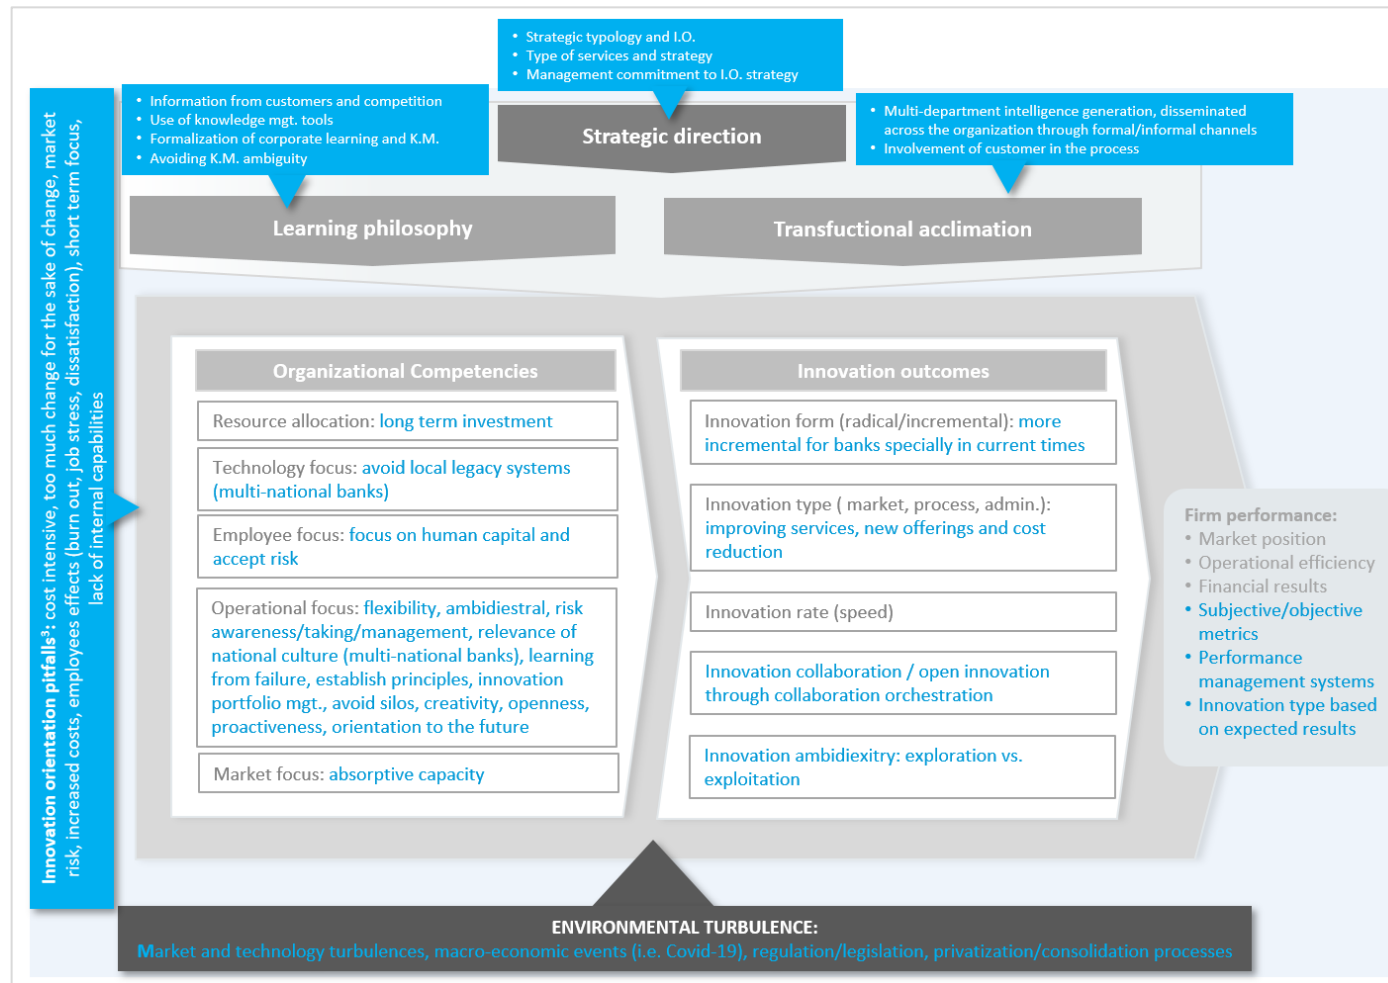 • Strategic typology and I.O.
• Type of services and strategy
• Management commitment to I.O. strategy
Strategic direction
• Information from customers and competition
• Use of knowledge mgt. tools
• Formalization of corporate learning and K.M.
• Avoiding K.M. ambiguity
• Multi-department intelligence generation, disseminated
across the organization through formal/informal channels
• Involvement of customer in the process
Learning philosophy
Transfuctional acclimation
Innovation orientation pitfalls³: cost intensive, too much change for the sake of change, market
risk, increased costs, employees effects (burn out, job stress, dissatisfaction), short term focus,
lack of internal capabilities
Organizational Competencies
Resource allocation: long term investment
Technology focus: avoid local legacy systems
(multi-national banks)
Employee focus: focus on human capital and
accept risk
Operational focus: flexibility, ambidiestral, risk
awareness/taking/management, relevance of
national culture (multi-national banks), learning
from failure, establish principles, innovation
portfolio mgt., avoid silos, creativity, openness,
proactiveness, orientation to the future
Market focus: absorptive capacity
Innovation outcomes
Innovation form (radical/incremental): more
incremental for banks specially in current times
Innovation type ( market, process, admin.):
improving services, new offerings and cost
reduction
Innovation rate (speed)
Innovation collaboration / open innovation
through collaboration orchestration
Innovation ambidiexitry: exploration vs.
exploitation
Firm performance:
• Market position
• Operational efficiency
• Financial results
• Subjective/objective
metrics
• Performance
management systems
• Innovation type based
on expected results
ENVIRONMENTAL TURBULENCE:
Market and technology turbulences, macro-economic events (i.e. Covid-19), regulation/legislation, privatization/consolidation processes